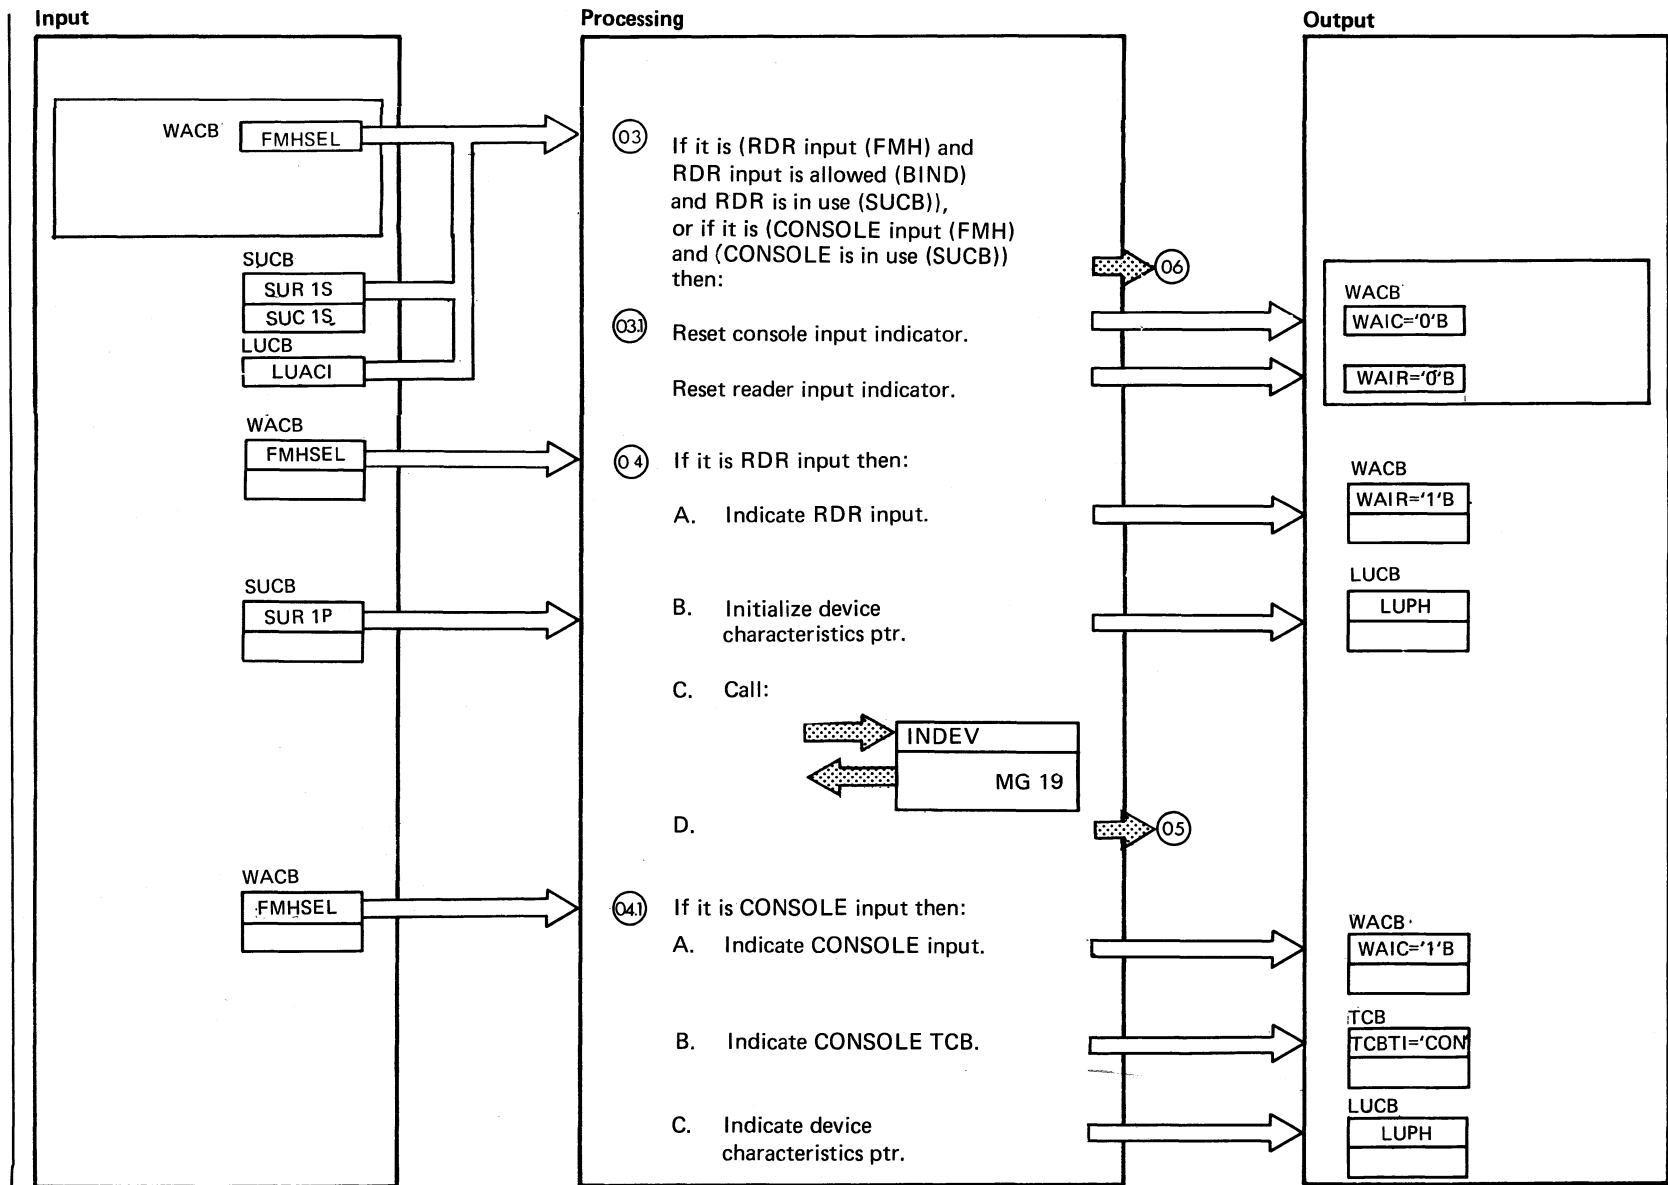 Input
Processing
Output
WACB
FMHSEL
SUCB
SUR 1S
SUC 1S
LUCB
LUACI
WACB
FMHSEL
SUCB
SUR 1P
WACB
FMHSEL
03
If it is (RDR input (FMH) and
RDR input is allowed (BIND)
and RDR is in use (SUCB)),
or if it is (CONSOLE input (FMH)
and (CONSOLE is in use (SUCB))
then:
06
03.1
Reset console input indicator.
Reset reader input indicator.
04
If it is RDR input then:
A. Indicate RDR input.
B. Initialize device
characteristics ptr.
C. Call:
INDEV
MG 19
D.
05
04.1
If it is CONSOLE input then:
A. Indicate CONSOLE input.
B. Indicate CONSOLE TCB.
C. Indicate device
characteristics ptr.
WACB
WAIC='0'B
WAIR='0'B
WACB
WAIR='1'B
LUCB
LUPH
WACB
WAIC='1'B
TCB
TCBTI='CON'
LUCB
LUPH